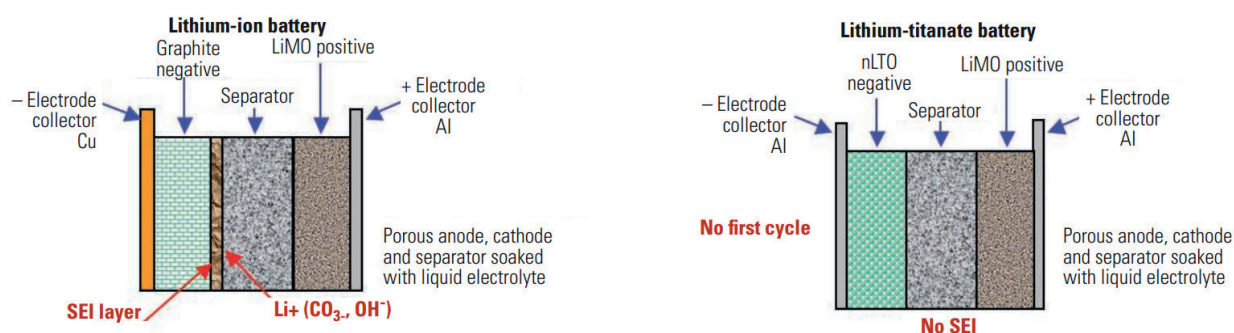 Lithium-ion battery
Graphite
negative
LiMO positive
– Electrode
collector
Cu
Separator
+ Electrode
collector
Al
Porous anode, cathode
and separator soaked
with liquid electrolyte
SEI layer
Li+ (CO₃-, OH⁻)
Lithium-titanate battery
nLTO
negative
LiMO positive
– Electrode
collector
Al
Separator
+ Electrode
collector
Al
No first cycle
Porous anode, cathode
and separator soaked
with liquid electrolyte
No SEI